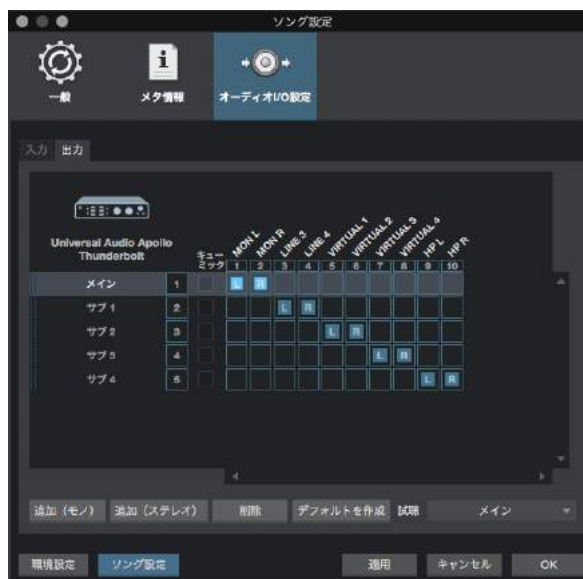 ソング設定
一般
メタ情報
オーディオI/O設定
入力 出力
Universal Audio Apollo
Thunderbolt
キュー
ミック
MON L MON R LINE 3 LINE 4 VIRTUAL 1 VIRTUAL 2 VIRTUAL 3 VIRTUAL 4 HP L HP R
1 2 3 4 5 6 7 8 9 10
メイン 1 L R
サブ 1 2 L R
サブ 2 3 L R
サブ 3 4 L R
サブ 4 5 L R
追加（モノ） 追加（ステレオ） 削除 デフォルトを作成 試聴 メイン
環境設定 ソング設定 適用 キャンセル OK